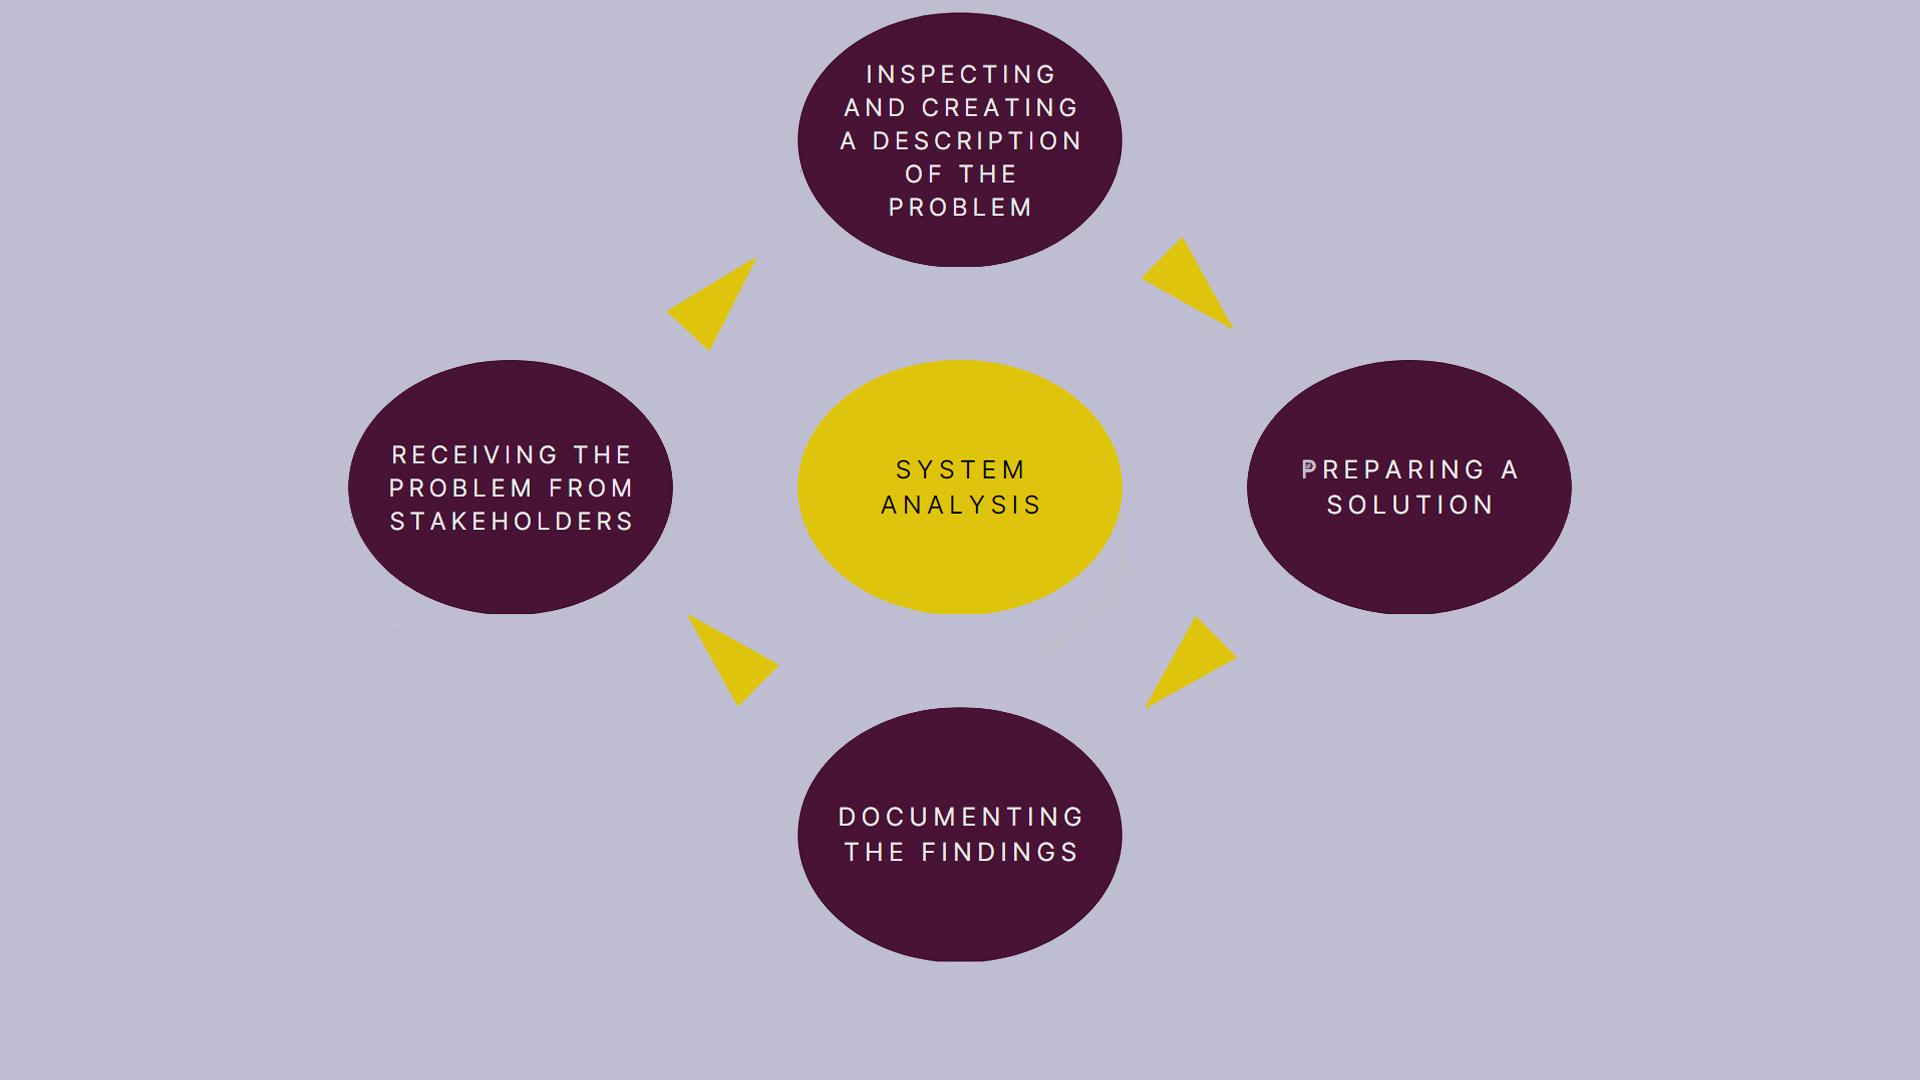 INSPECTING
AND CREATING
A DESCRIPTION
OF THE
PROBLEM
RECEIVING THE
PROBLEM FROM
STAKEHOLDERS
SYSTEM
ANALYSIS
PREPARING A
SOLUTION
DOCUMENTING
THE FINDINGS